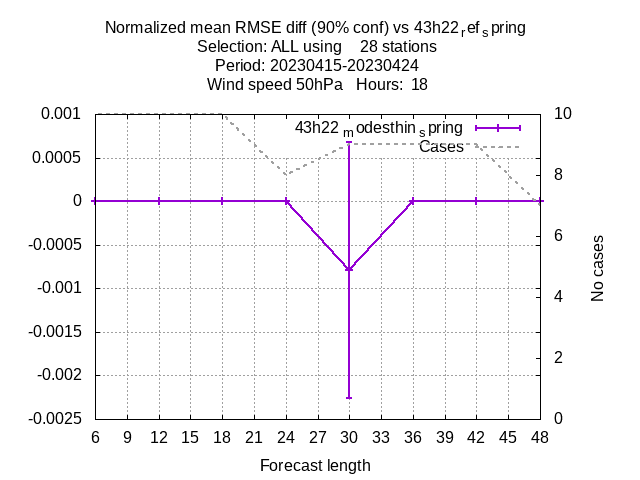 Normalized mean RMSE diff (90% conf) vs 43h22refspring
Selection: ALL using    28 stations
Period: 20230415-20230424
Wind speed 50hPa   Hours:  18
0.001
0.0005
0
-0.0005
-0.001
-0.0015
-0.002
-0.0025
43h22 modesthinspring
Cases
10
8
6
4
2
0
No cases
6 9 12 15 18 21 24 27 30 33 36 39 42 45 48
Forecast length